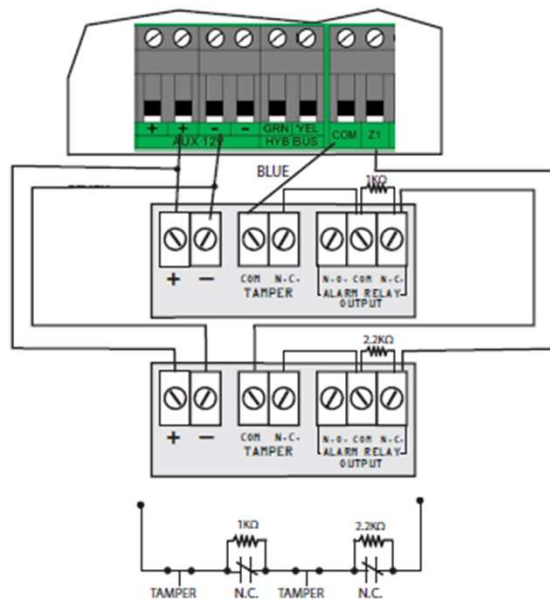 + + - - GRN YEL COM Z1
AUX 12V HYB BUS
BLUE
1KΩ
+ - COM N.C. N.O. COM N.C.
TAMPER ALARM RELAY
OUTPUT
2.2KΩ
+ - COM N.C. N.O. COM N.C.
TAMPER ALARM RELAY
OUTPUT
1KΩ 2.2KΩ
TAMPER N.C. TAMPER N.C.